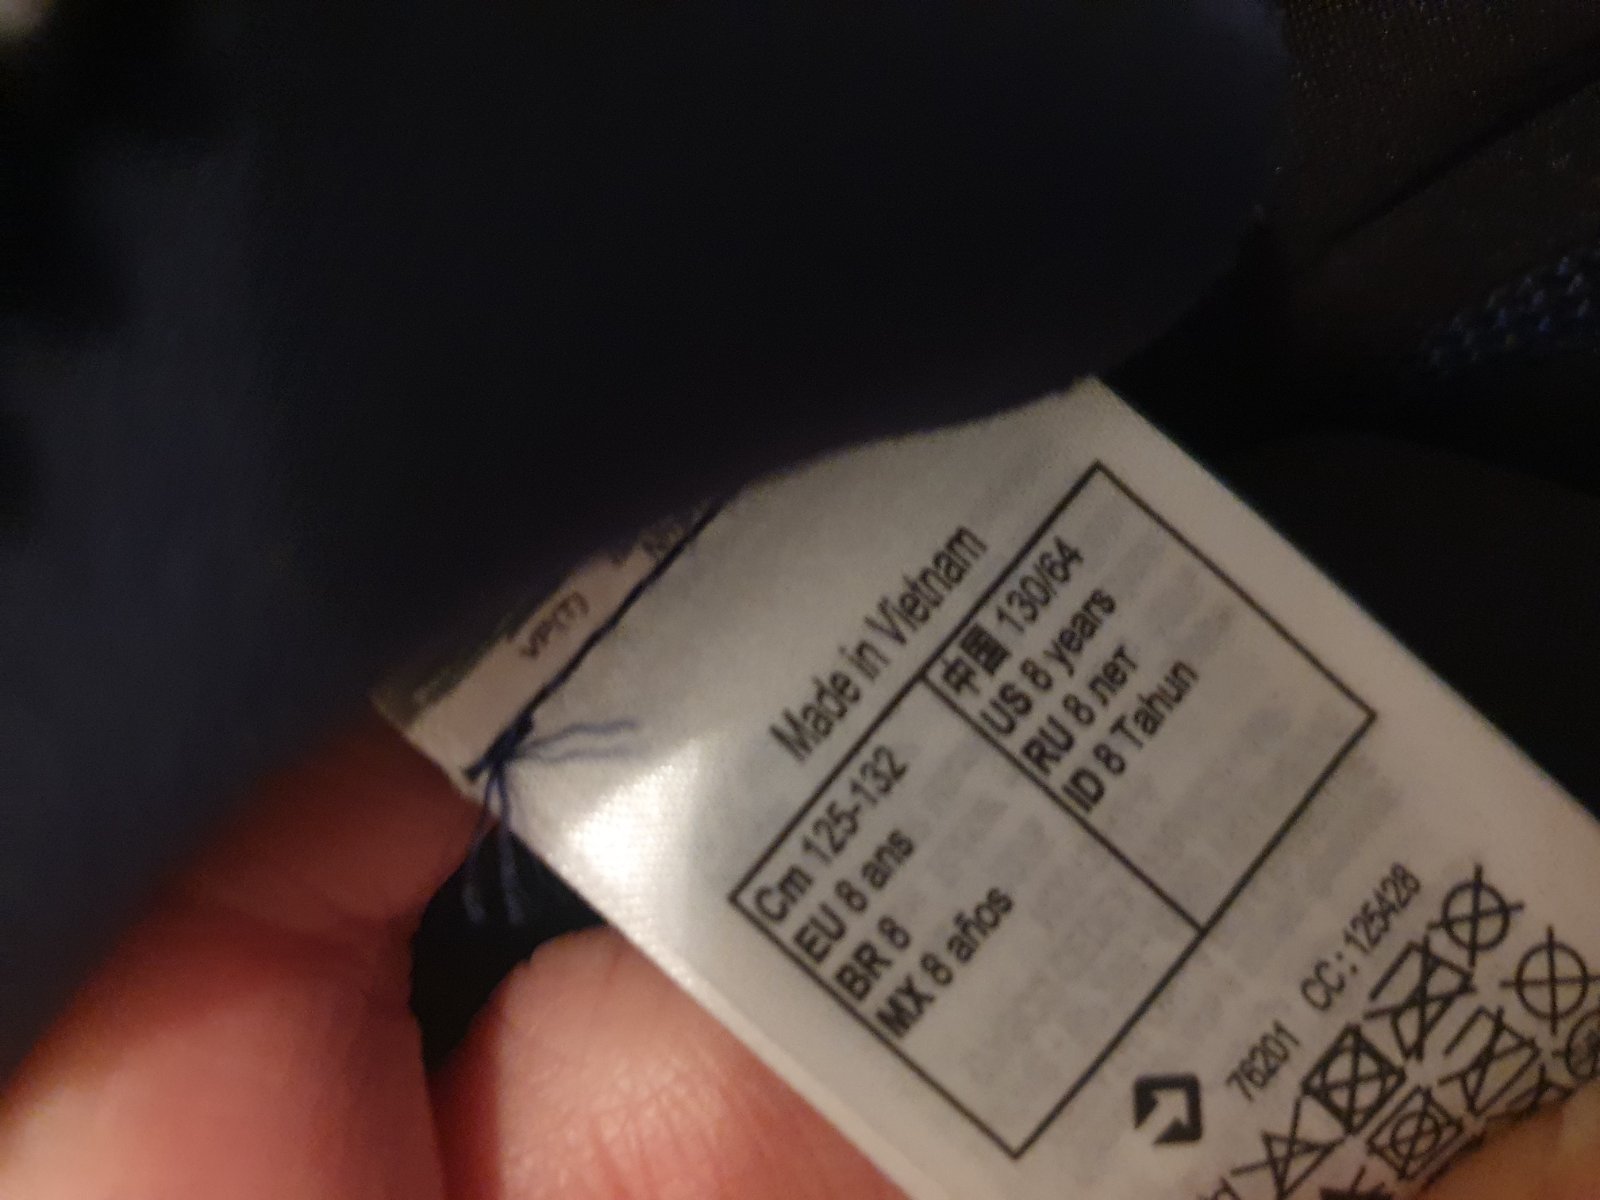 Made in Vietnam
Cm 125-132
EU 8 ans
BR 8
MX 8 años
中国 130/64
US 8 years
RU 8 лет
ID 8 Tahun
76201 CC:125428